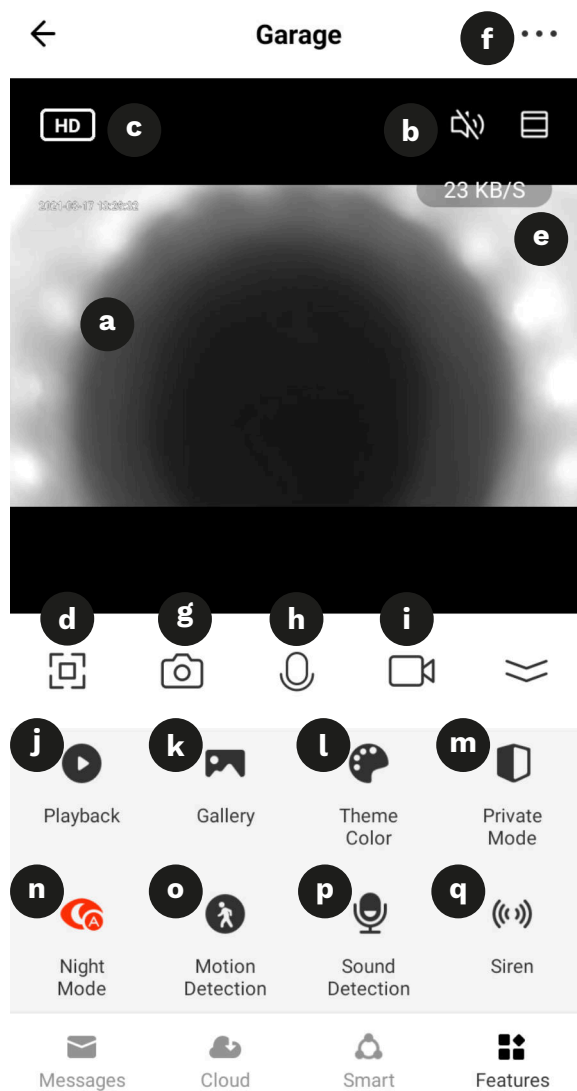 Garage
f
HD
c
b
23 KB/S
e
a
d
g
h
i
j
k
l
m
Playback
Gallery
Theme
Color
Private
Mode
n
A
o
p
q
Night
Mode
Motion
Detection
Sound
Detection
Siren
Messages
Cloud
Smart
Features